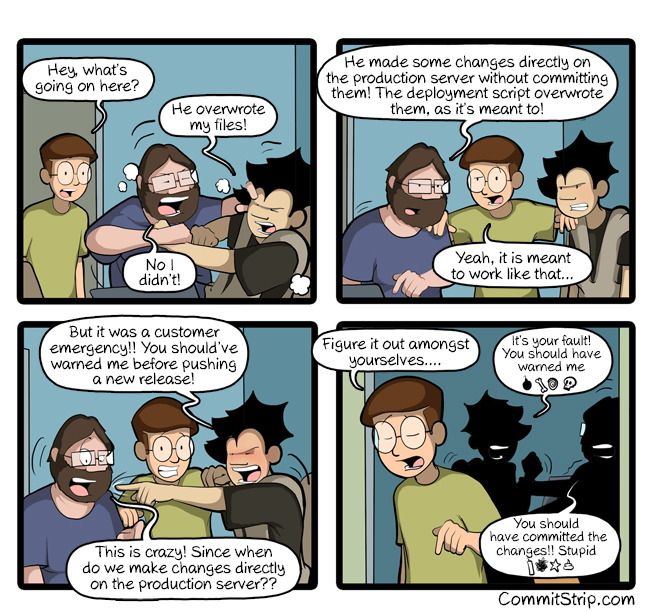 Hey, what's
going on here?
He overwrote
my files!
No I
didn't!
He made some changes directly on
the production server without committing
them! The deployment script overwrote
them, as it's meant to!
Yeah, it is meant
to work like that...
But it was a customer
emergency!! You should've
warned me before pushing
a new release!
This is crazy! Since when
do we make changes directly
on the production server??
Figure it out amongst
yourselves....
It's your fault!
You should have
warned me
You should
have committed the
changes!! Stupid
CommitStrip.com